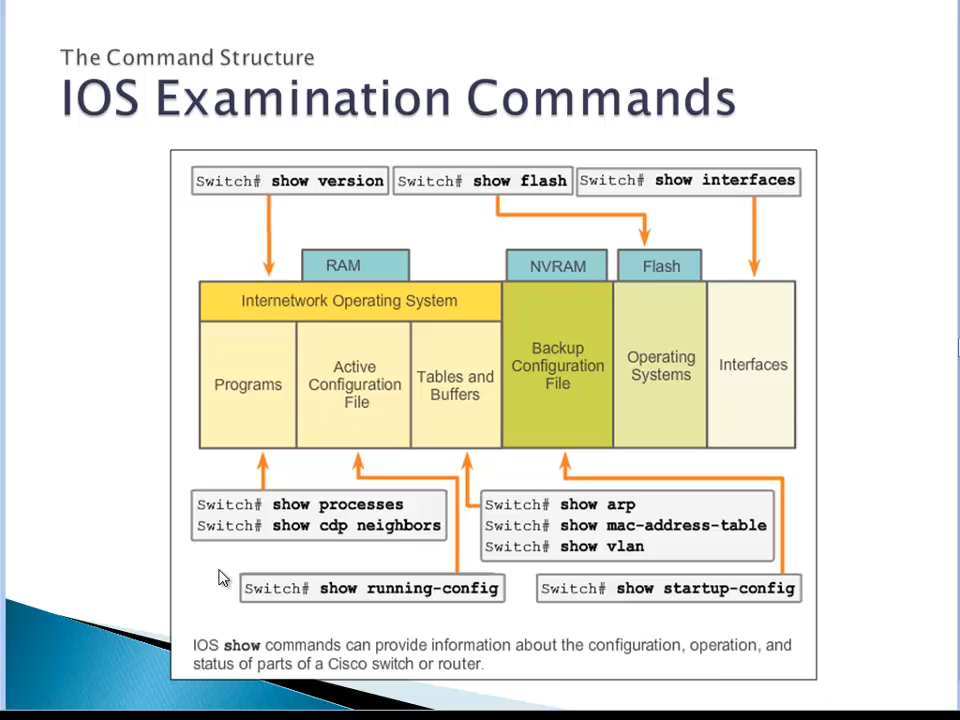 The Command Structure
IOS Examination Commands
Switch# show version
Switch# show flash
Switch# show interfaces
RAM
NVRAM
Flash
Internetwork Operating System
Programs
Active
Configuration
File
Tables and
Buffers
Backup
Configuration
File
Operating
Systems
Interfaces
Switch# show processes
Switch# show cdp neighbors
Switch# show arp
Switch# show mac-address-table
Switch# show vlan
Switch# show running-config
Switch# show startup-config
IOS show commands can provide information about the configuration, operation, and
status of parts of a Cisco switch or router.